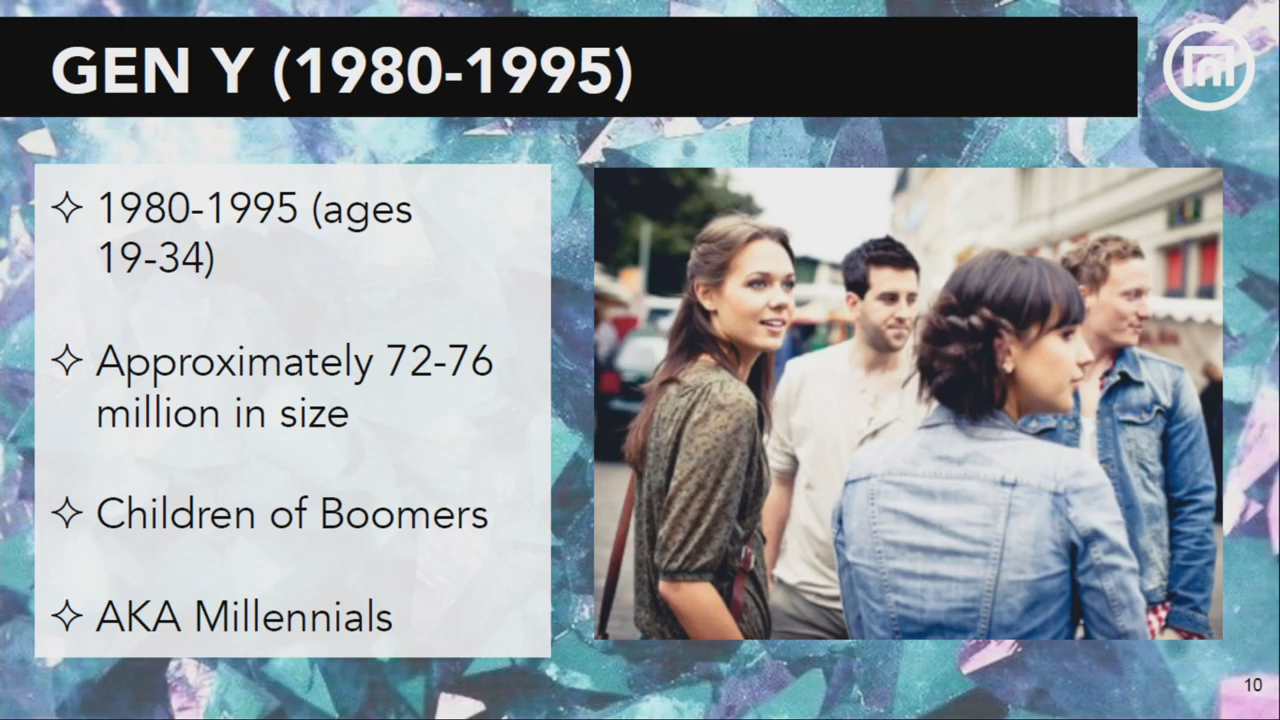 GEN Y (1980-1995)
1980-1995 (ages
19-34)
Approximately 72-76
million in size
Children of Boomers
AKA Millennials
10